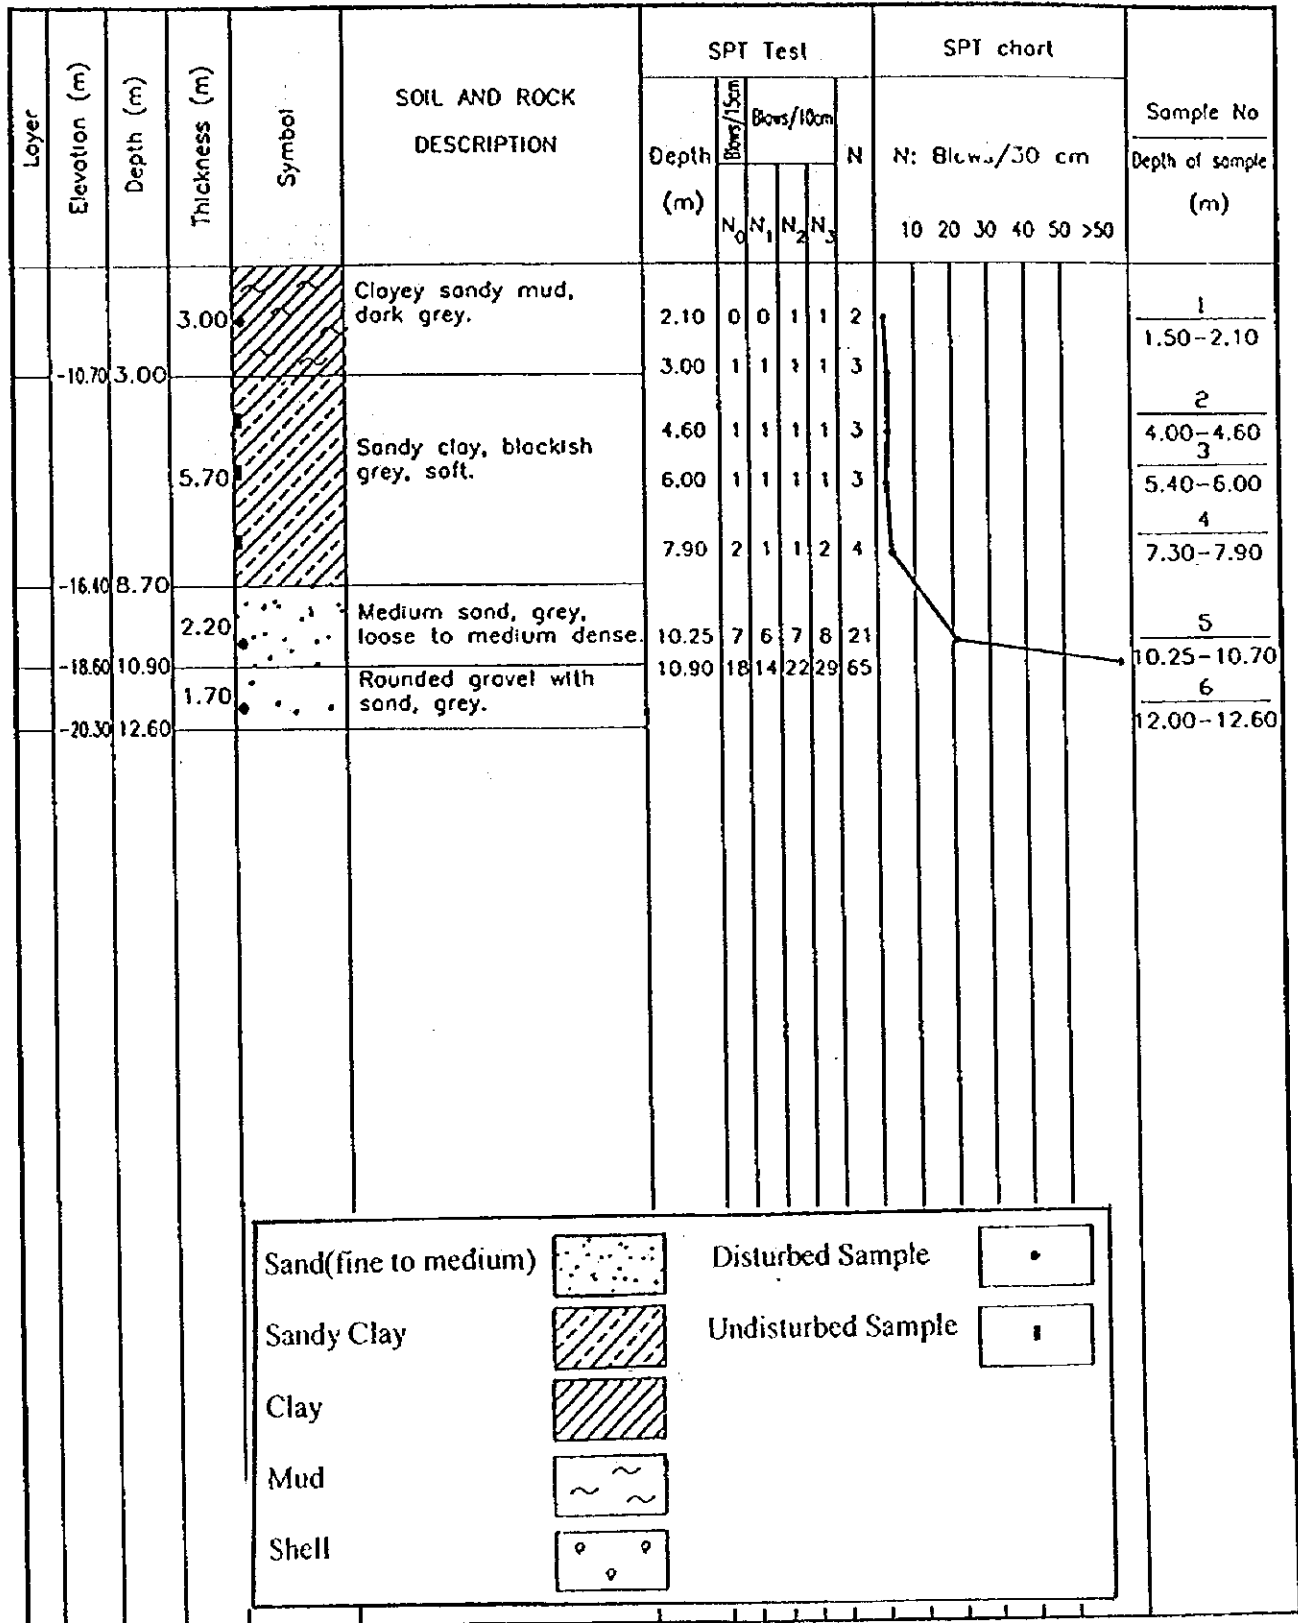 Layer
Elevation (m)
Depth (m)
Thickness (m)
Symbol
SOIL AND ROCK
DESCRIPTION
SPT Test
Depth
(m)
Blows/15cm
Blows/10cm
N0 N1 N2 N3
N
SPT chart
N: Blows/30 cm
10 20 30 40 50 >50
Sample No
Depth of sample
(m)
3.00
Clayey sandy mud,
dark grey.
2.10 0 0 1 1 2
1
1.50-2.10
3.00 1 1 1 1 3
-10.70 3.00
2
4.60 1 1 1 1 3
4.00-4.60
Sandy clay, blackish
grey, soft.
5.70
3
6.00 1 1 1 1 3
5.40-6.00
4
7.90 2 1 1 2 4
7.30-7.90
-16.40 8.70
2.20
Medium sand, grey,
loose to medium dense.
10.25 7 6 7 8 21
5
10.25-10.70
-18.60 10.90
10.90 18 14 22 29 65
1.70
Rounded gravel with
sand, grey.
6
12.00-12.60
-20.30 12.60
Sand(fine to medium)
Disturbed Sample
Sandy Clay
Undisturbed Sample
Clay
Mud
Shell